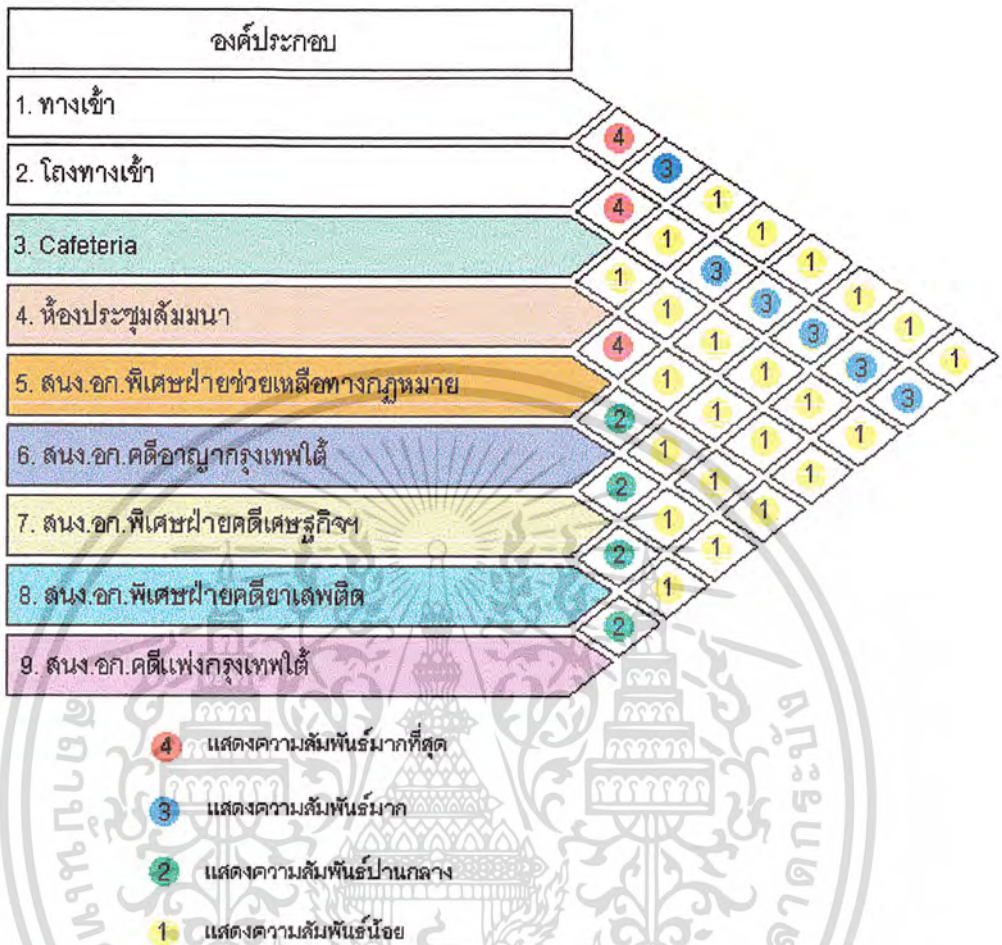 องค์ประกอบ
1. ทางเข้า
4 3 1 1 1 1 1 1
2. โถงทางเข้า
4 1 3 3 3 3 3
3. Cafeteria
1 1 1 1 1 1
4. ห้องประชุมสัมมนา
4 1 1 1 1
5. สนง.อก.พิเศษฝ่ายช่วยเหลือทางกฎหมาย
2 1 1 1
6. สนง.อก.คดีอาญากรุงเทพใต้
2 1 1
7. สนง.อก.พิเศษฝ่ายคดีเศรษฐกิจฯ
2 1
8. สนง.อก.พิเศษฝ่ายคดียาเสพติด
2
9. สนง.อก.คดีแพ่งกรุงเทพใต้
4 แสดงความสัมพันธ์มากที่สุด
3 แสดงความสัมพันธ์มาก
2 แสดงความสัมพันธ์ปานกลาง
1 แสดงความสัมพันธ์น้อย